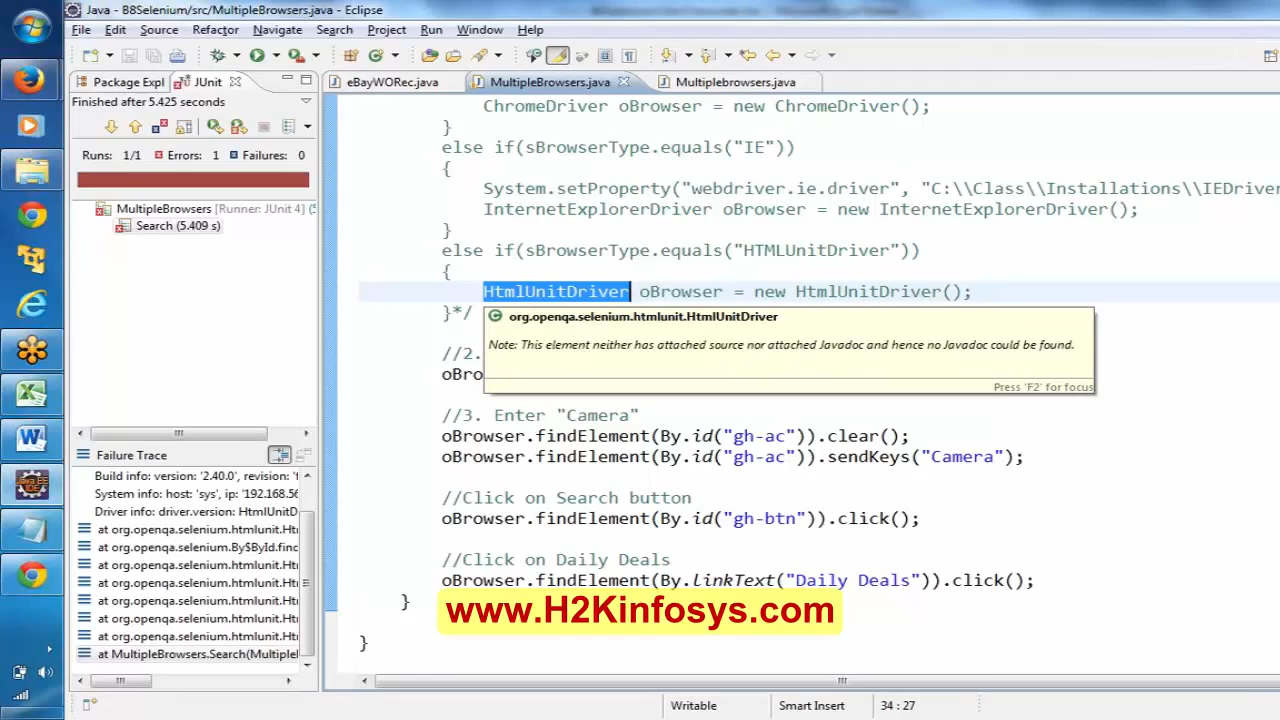 Java - B8Selenium/src/MultipleBrowsers.java - Eclipse
File Edit Source Refactor Navigate Search Project Run Window Help
Package Expl JUnit
eBayWORec.java MultipleBrowsers.java Multiplebrowsers.java
Finished after 5.425 seconds
Runs: 1/1 Errors: 1 Failures: 0
MultipleBrowsers [Runner: JUnit 4] (5
Search (5.409 s)
Failure Trace
Build info: version: '2.40.0', revision: '
System info: host: 'sys', ip: '192.168.56
Driver info: driver.version: HtmlUnitD
at org.openqa.selenium.htmlunit.Ht
at org.openqa.selenium.By$ById.finc
at org.openqa.selenium.htmlunit.Ht
at org.openqa.selenium.htmlunit.Ht
at org.openqa.selenium.htmlunit.Ht
at org.openqa.selenium.htmlunit.Ht
at org.openqa.selenium.htmlunit.Ht
at MultipleBrowsers.Search(Multiple
ChromeDriver oBrowser = new ChromeDriver();
}
else if(sBrowserType.equals("IE"))
{
System.setProperty("webdriver.ie.driver", "C:\\Class\\Installations\\IEDriver
InternetExplorerDriver oBrowser = new InternetExplorerDriver();
}
else if(sBrowserType.equals("HTMLUnitDriver"))
{
HtmlUnitDriver oBrowser = new HtmlUnitDriver();
}*/
org.openqa.selenium.htmlunit.HtmlUnitDriver
Note: This element neither has attached source nor attached Javadoc and hence no Javadoc could be found.
Press 'F2' for focus
//2.
oBro
//3. Enter "Camera"
oBrowser.findElement(By.id("gh-ac")).clear();
oBrowser.findElement(By.id("gh-ac")).sendKeys("Camera");
//Click on Search button
oBrowser.findElement(By.id("gh-btn")).click();
//Click on Daily Deals
oBrowser.findElement(By.linkText("Daily Deals")).click();
}
www.H2Kinfosys.com
}
Writable Smart Insert 34 : 27